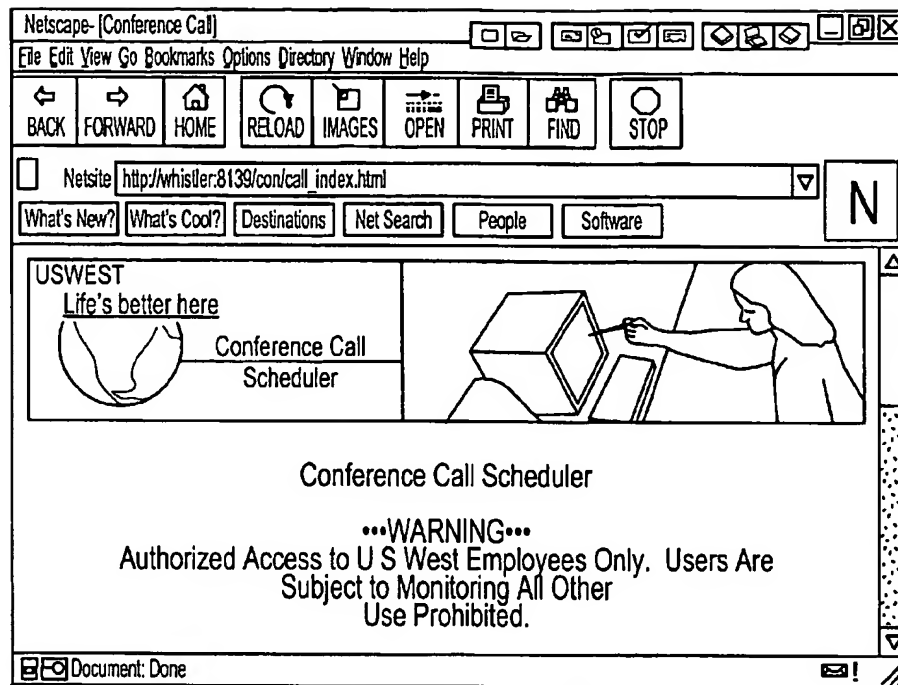 Netscape- [Conference Call]
File Edit View Go Bookmarks Options Directory Window Help
BACK FORWARD HOME RELOAD IMAGES OPEN PRINT FIND STOP
Netsite http://whistler:8139/con/call_index.html
N
What's New? What's Cool? Destinations Net Search People Software
USWEST
Life's better here
Conference Call
Scheduler
Conference Call Scheduler
•••WARNING•••
Authorized Access to U S West Employees Only. Users Are
Subject to Monitoring All Other
Use Prohibited.
Document: Done